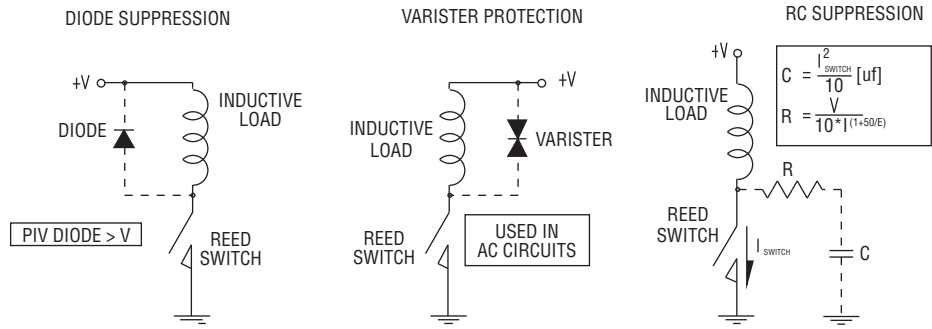 DIODE SUPPRESSION
+V
DIODE
INDUCTIVE
LOAD
PIV DIODE > V
REED
SWITCH
VARISTER PROTECTION
+V
INDUCTIVE
LOAD
VARISTER
REED
SWITCH
USED IN
AC CIRCUITS
RC SUPPRESSION
+V
C = I²SWITCH / 10 [uf]
R = V / 10*I(1+50/E)
INDUCTIVE
LOAD
R
REED
SWITCH
I SWITCH
C